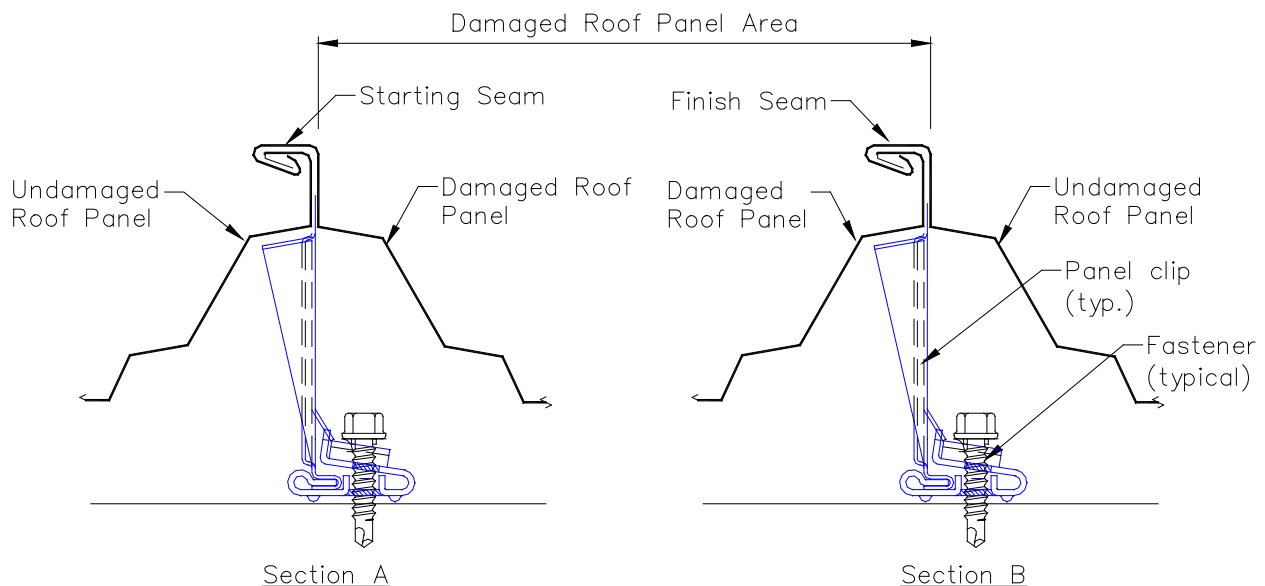 Damaged Roof Panel Area
Starting Seam
Finish Seam
Undamaged
Roof Panel
Damaged Roof
Panel
Damaged
Roof Panel
Undamaged
Roof Panel
Panel clip
(typ.)
Fastener
(typical)
Section A
Section B